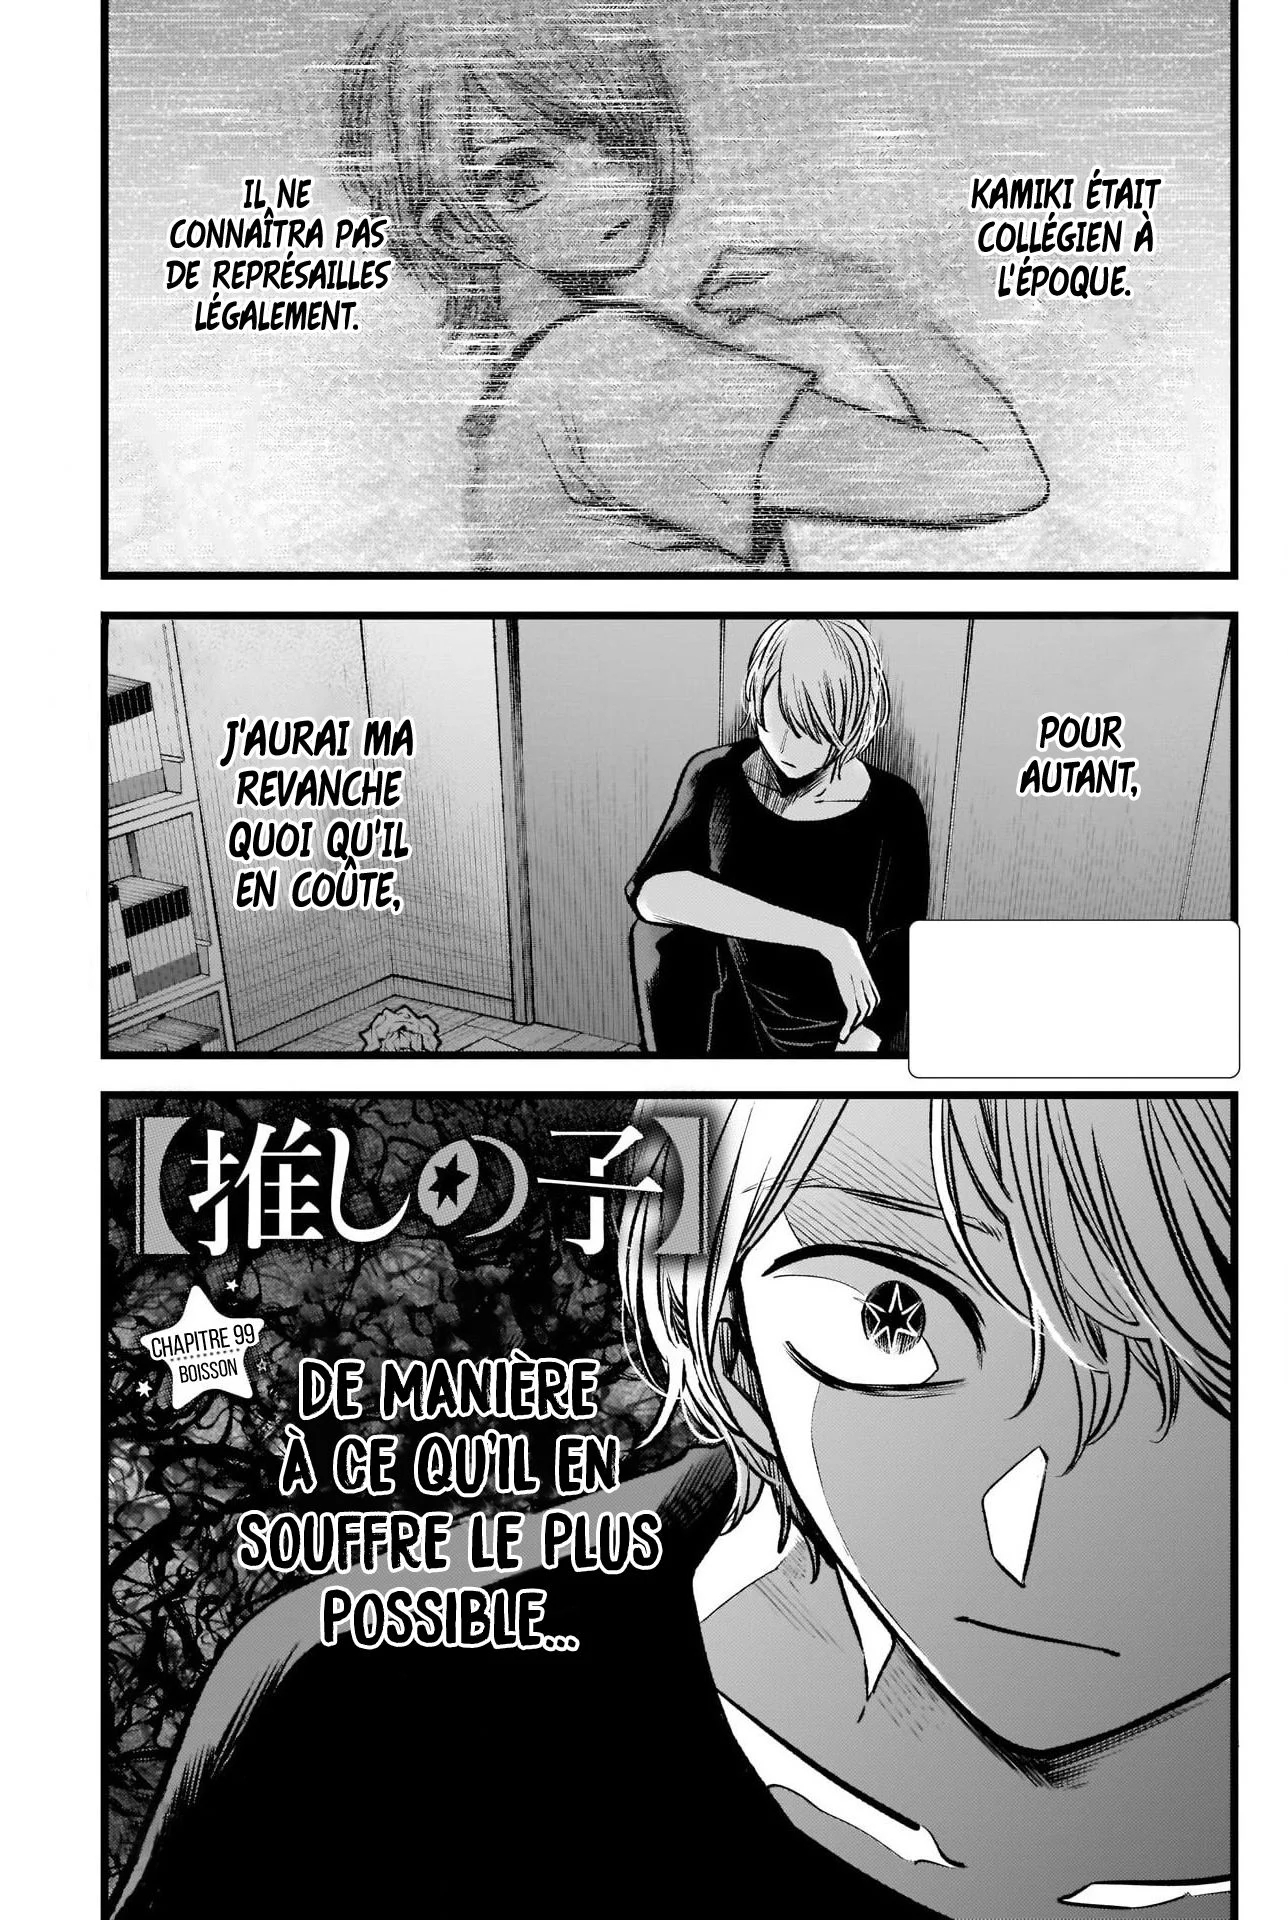 KAMIKI ÉTAIT
COLLÉGIEN À
L'ÉPOQUE.
IL NE
CONNAÎTRA PAS
DE REPRÉSAILLES
LÉGALEMENT.
POUR
AUTANT,
J'AURAI MA
REVANCHE
QUOI QU'IL
EN COÛTE,
【推しの子】
CHAPITRE 99
BOISSON
DE MANIÈRE
À CE QU'IL EN
SOUFFRE LE PLUS
POSSIBLE...